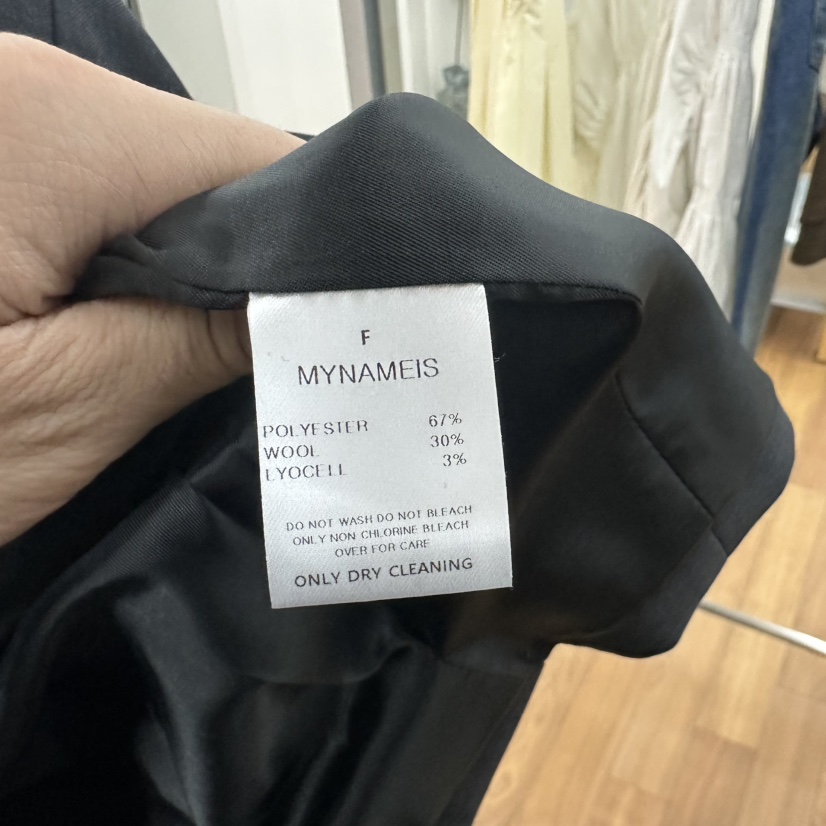 F
MYNAMEIS
POLYESTER 67%
WOOL 30%
LYOCELL 3%
DO NOT WASH DO NOT BLEACH
ONLY NON CHLORINE BLEACH
OVER FOR CARE
ONLY DRY CLEANING